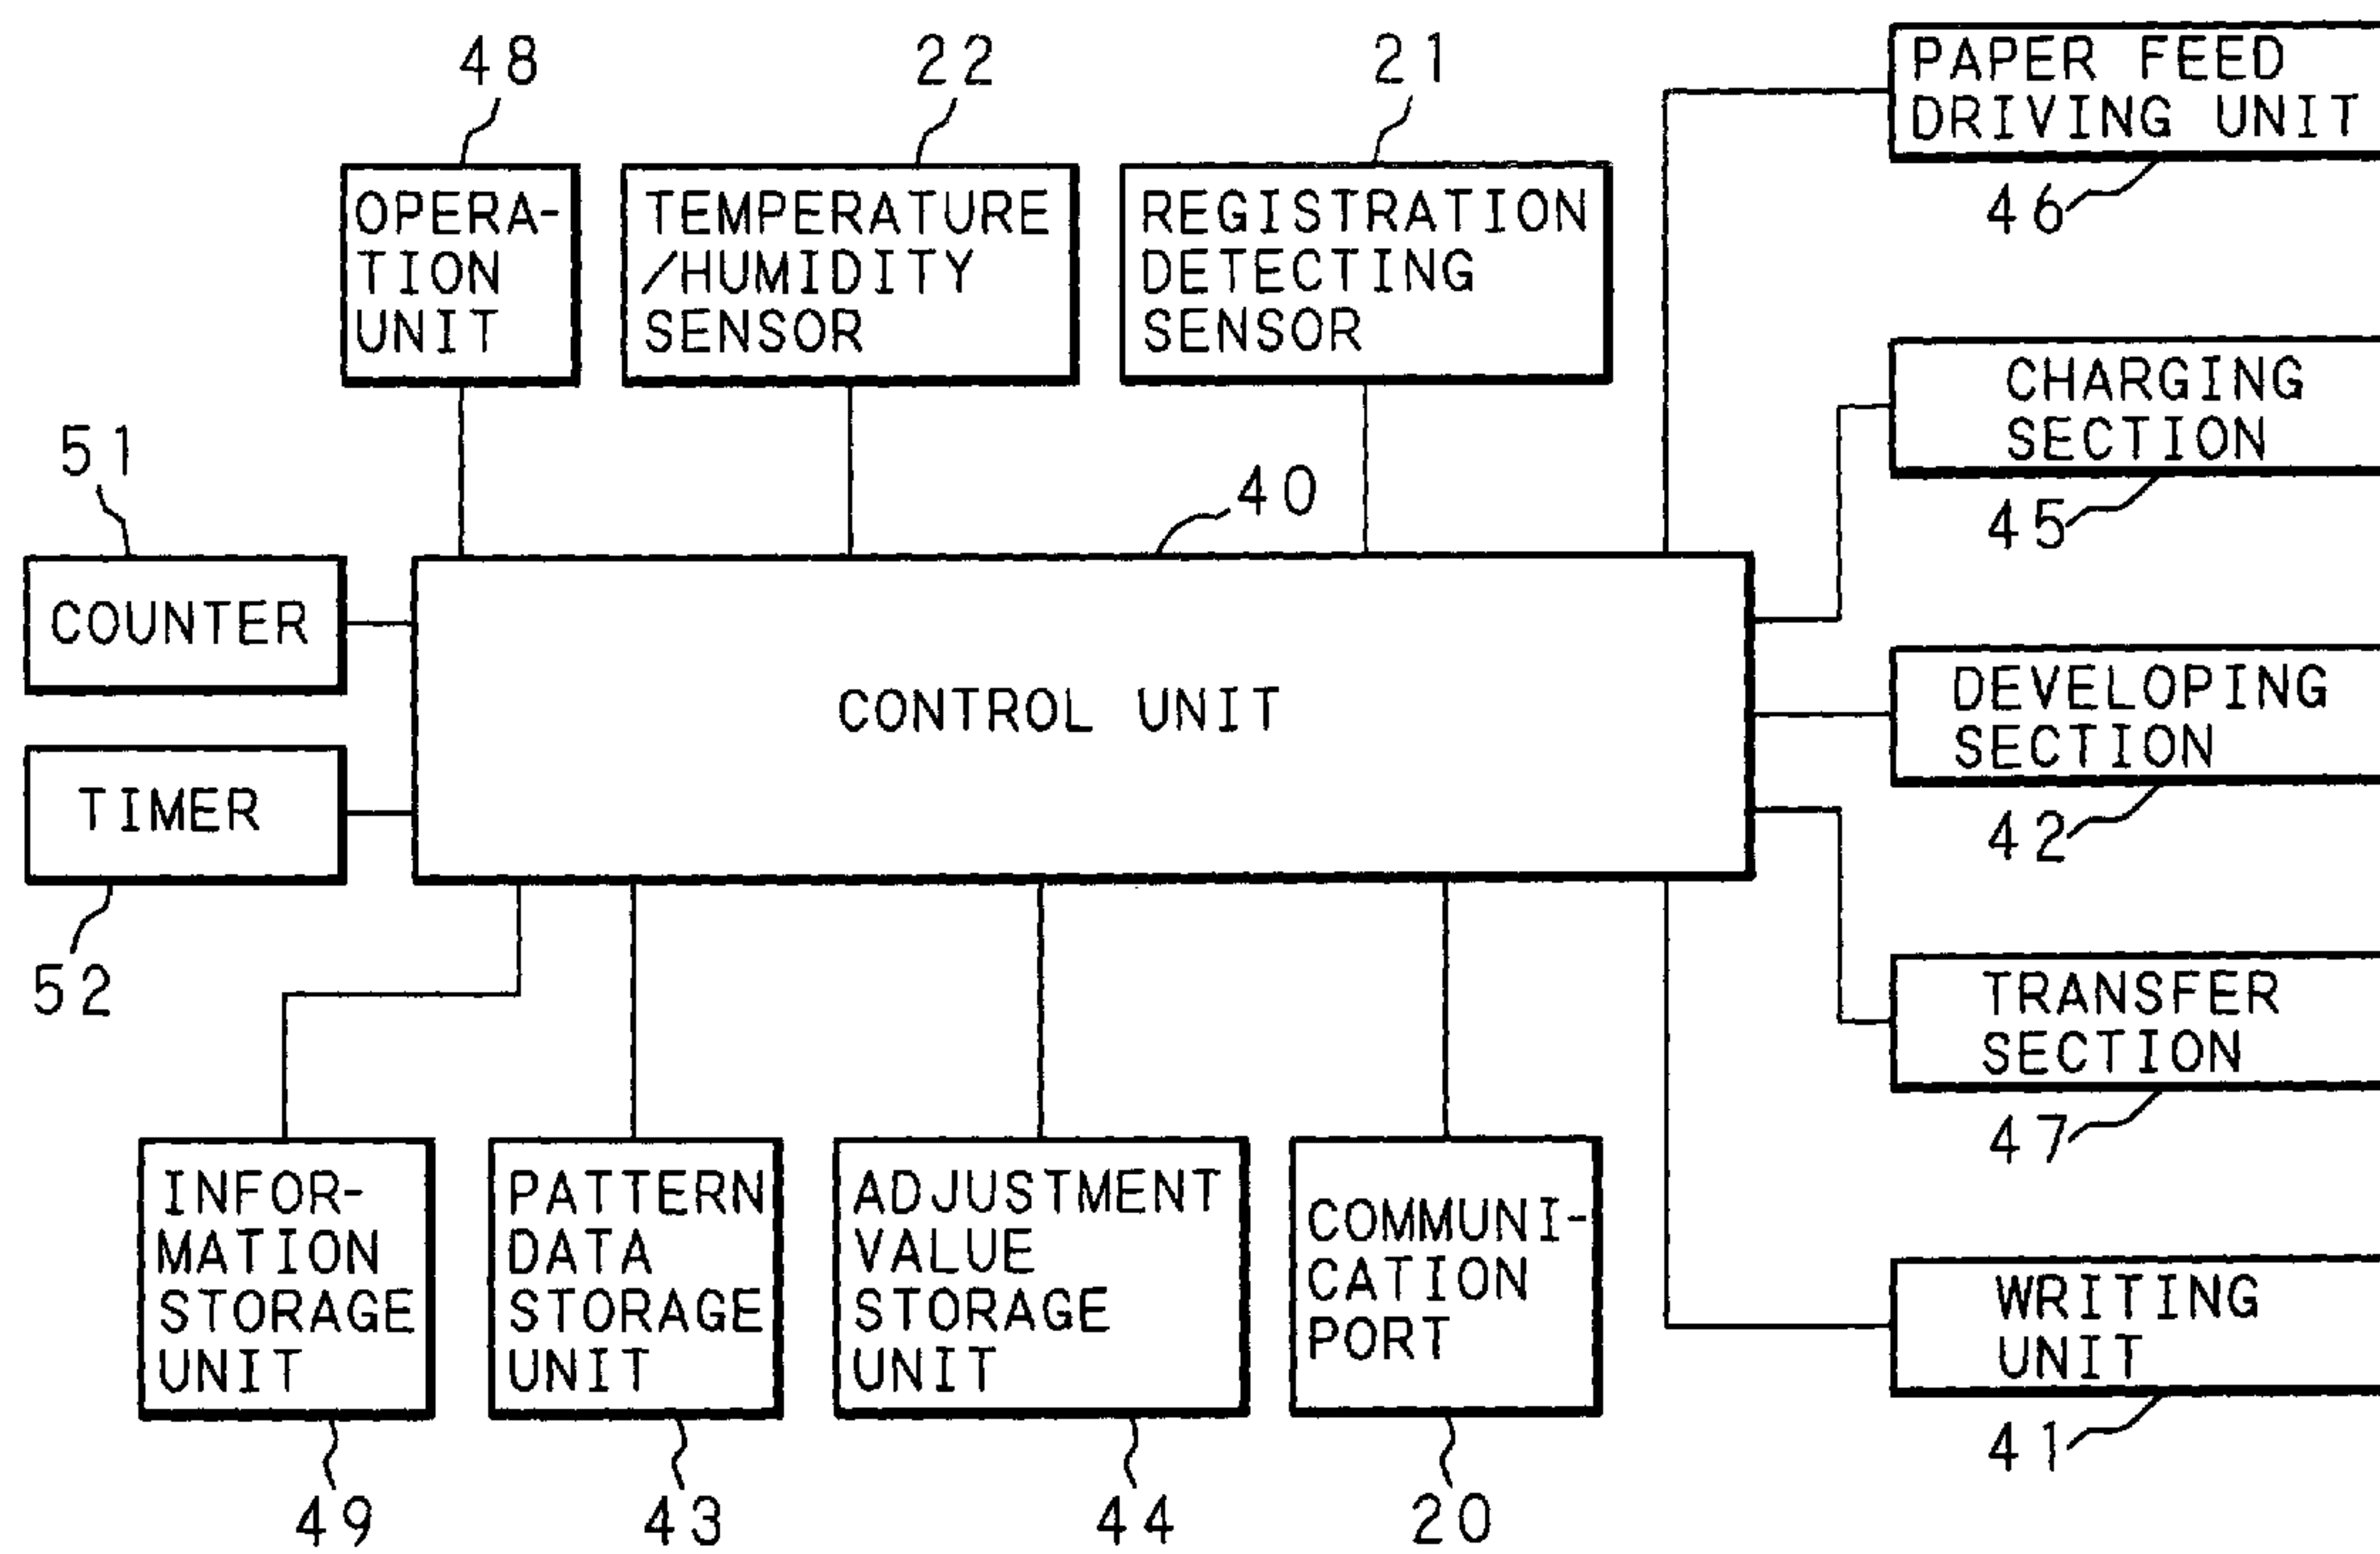 48
22
21
PAPER FEED
DRIVING UNIT
46
OPERA-
TION
UNIT
TEMPERATURE
/HUMIDITY
SENSOR
REGISTRATION
DETECTING
SENSOR
CHARGING
SECTION
45
51
40
COUNTER
CONTROL UNIT
DEVELOPING
SECTION
42
TIMER
52
TRANSFER
SECTION
47
INFOR-
MATION
STORAGE
UNIT
PATTERN
DATA
STORAGE
UNIT
ADJUSTMENT
VALUE
STORAGE
UNIT
COMMUNI-
CATION
PORT
WRITING
UNIT
41
49
43
44
20